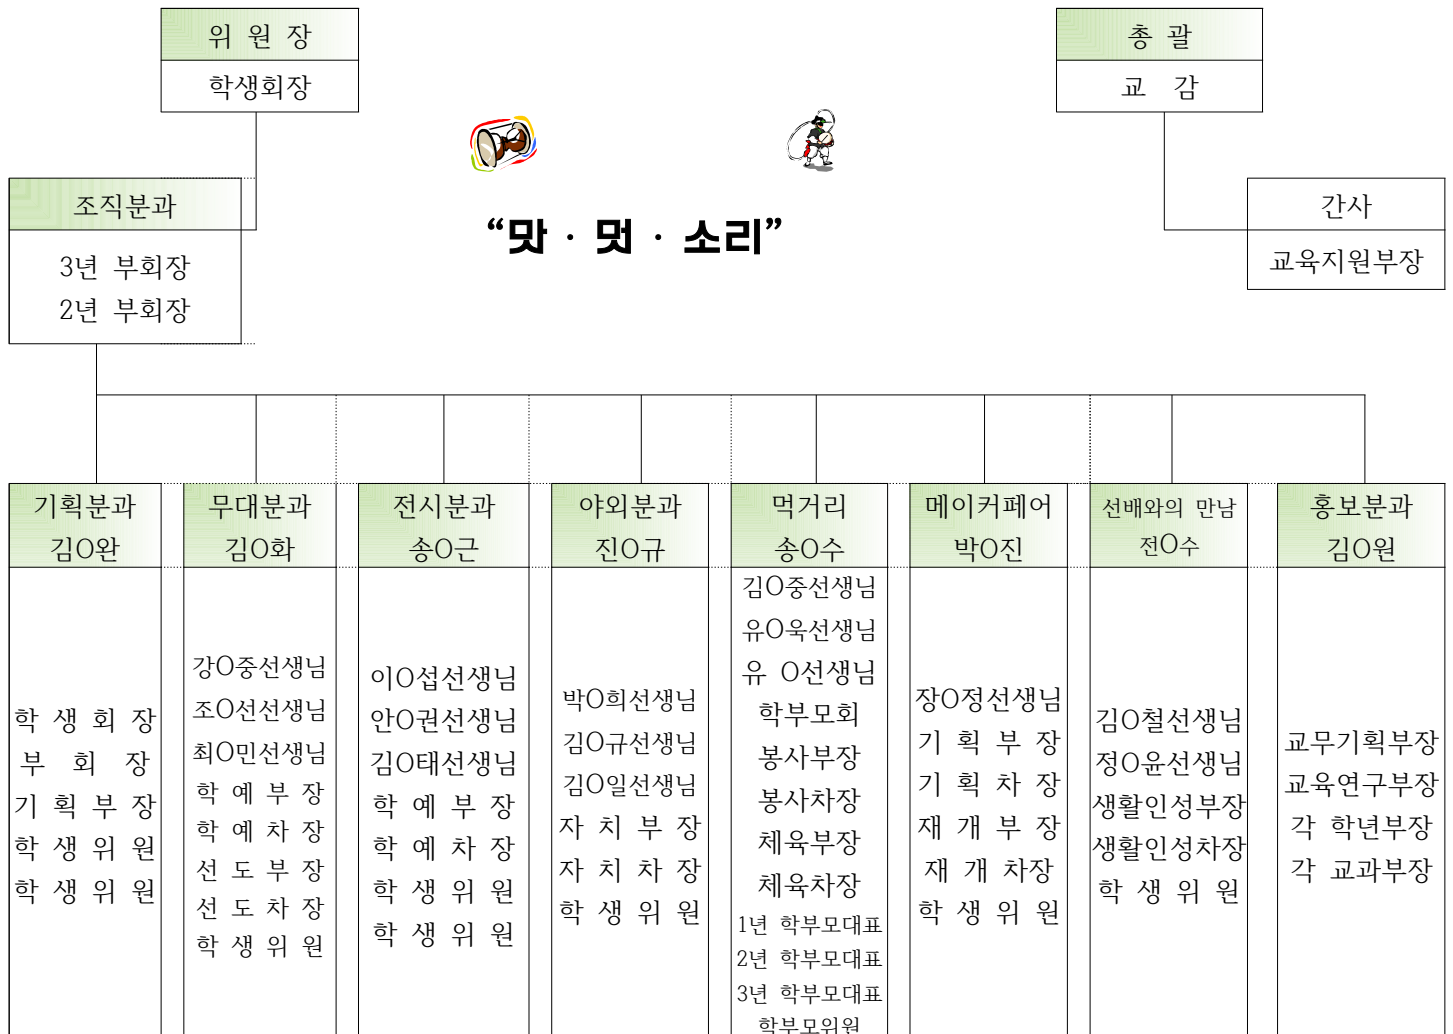 위 원 장
학생회장
총 괄
교 감
조직분과
3년 부회장
2년 부회장
“맛 · 멋 · 소리”
간사
교육지원부장
기획분과
김O완
학 생 회 장
부 회 장
기 획 부 장
학 생 위 원
학 생 위 원
무대분과
김O화
강O중선생님
조O선선생님
최O민선생님
학 예 부 장
학 예 차 장
선 도 부 장
선 도 차 장
학 생 위 원
전시분과
송O근
이O섭선생님
안O권선생님
김O태선생님
학 예 부 장
학 예 차 장
학 생 위 원
학 생 위 원
야외분과
진O규
박O희선생님
김O규선생님
김O일선생님
자 치 부 장
자 치 차 장
학 생 위 원
먹거리
송O수
김O중선생님
유O욱선생님
유 O선생님
학부모회
봉사부장
봉사차장
체육부장
체육차장
1년 학부모대표
2년 학부모대표
3년 학부모대표
학부모위원
메이커페어
박O진
장O정선생님
기 획 부 장
기 획 차 장
재 개 부 장
재 개 차장
학 생 위 원
선배와의 만남
전O수
김O철선생님
정O윤선생님
생활인성부장
생활인성차장
학 생 위 원
홍보분과
김O원
교무기획부장
교육연구부장
각 학년부장
각 교과부장